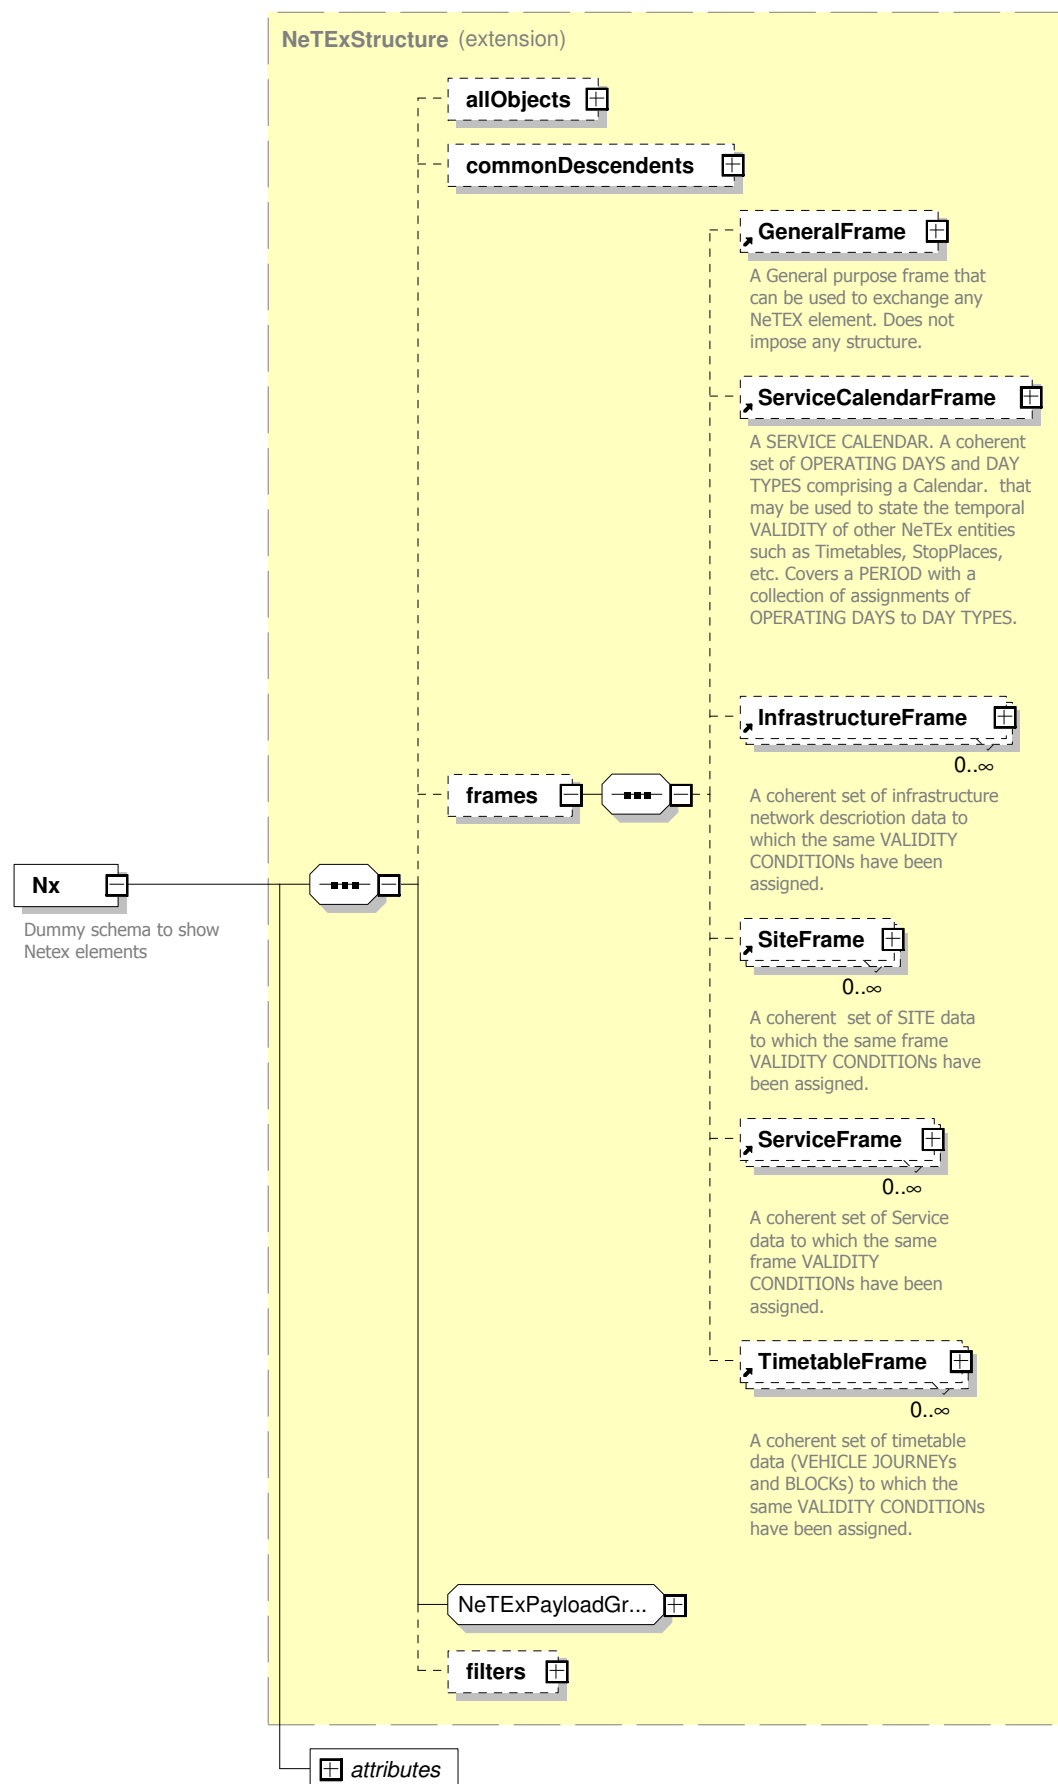 NeTExStructure (extension)
allObjects
commonDescendents
GeneralFrame
A General purpose frame that
can be used to exchange any
NeTEX element. Does not
impose any structure.
ServiceCalendarFrame
A SERVICE CALENDAR. A coherent
set of OPERATING DAYS and DAY
TYPES comprising a Calendar.  that
may be used to state the temporal
VALIDITY of other NeTEx entities
such as Timetables, StopPlaces,
etc. Covers a PERIOD with a
collection of assignments of
OPERATING DAYS to DAY TYPES.
InfrastructureFrame
0..∞
A coherent set of infrastructure
network descriotion data to
which the same VALIDITY
CONDITIONs have been
assigned.
frames
Nx
Dummy schema to show
Netex elements
SiteFrame
0..∞
A coherent  set of SITE data
to which the same frame
VALIDITY CONDITIONs have
been assigned.
ServiceFrame
0..∞
A coherent set of Service
data to which the same
frame VALIDITY
CONDITIONs have been
assigned.
TimetableFrame
0..∞
A coherent set of timetable
data (VEHICLE JOURNEYs
and BLOCKs) to which the
same VALIDITY CONDITIONs
have been assigned.
NeTExPayloadGr...
filters
attributes